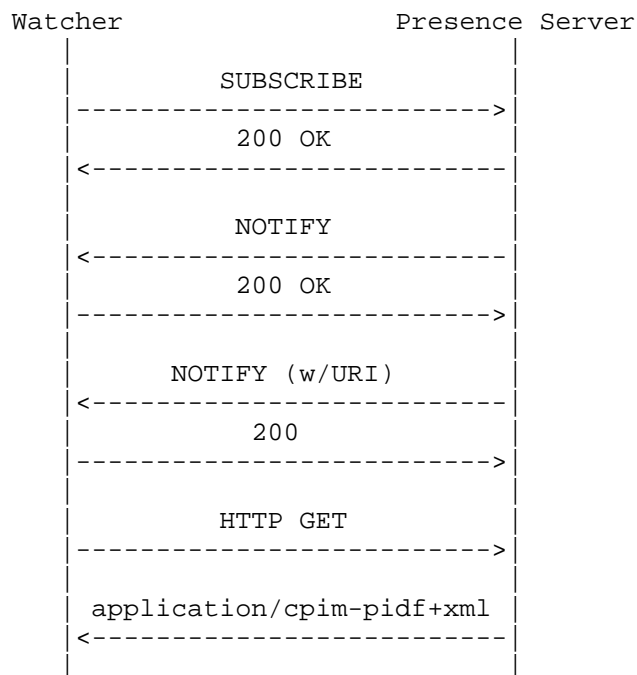 Watcher Presence Server
SUBSCRIBE
200 OK
NOTIFY
200 OK
NOTIFY (w/URI)
200
HTTP GET
application/cpim-pidf+xml